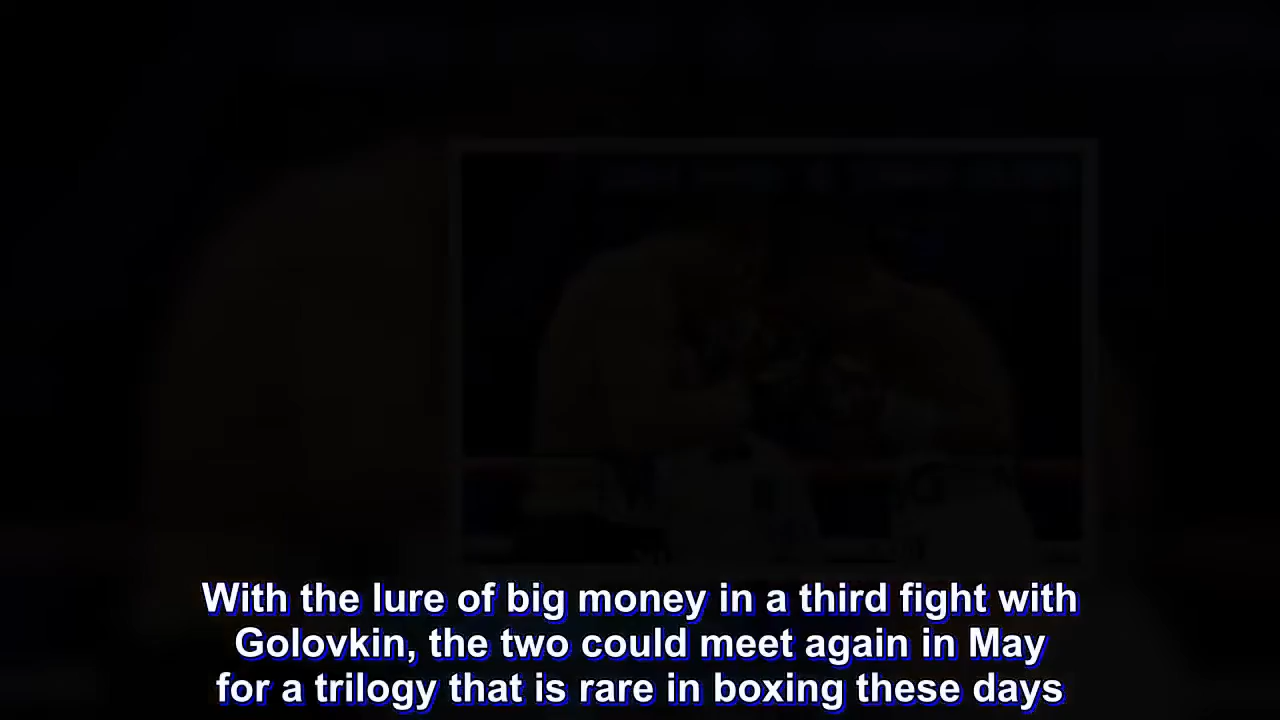 With the lure of big money in a third fight with
Golovkin, the two could meet again in May
for a trilogy that is rare in boxing these days